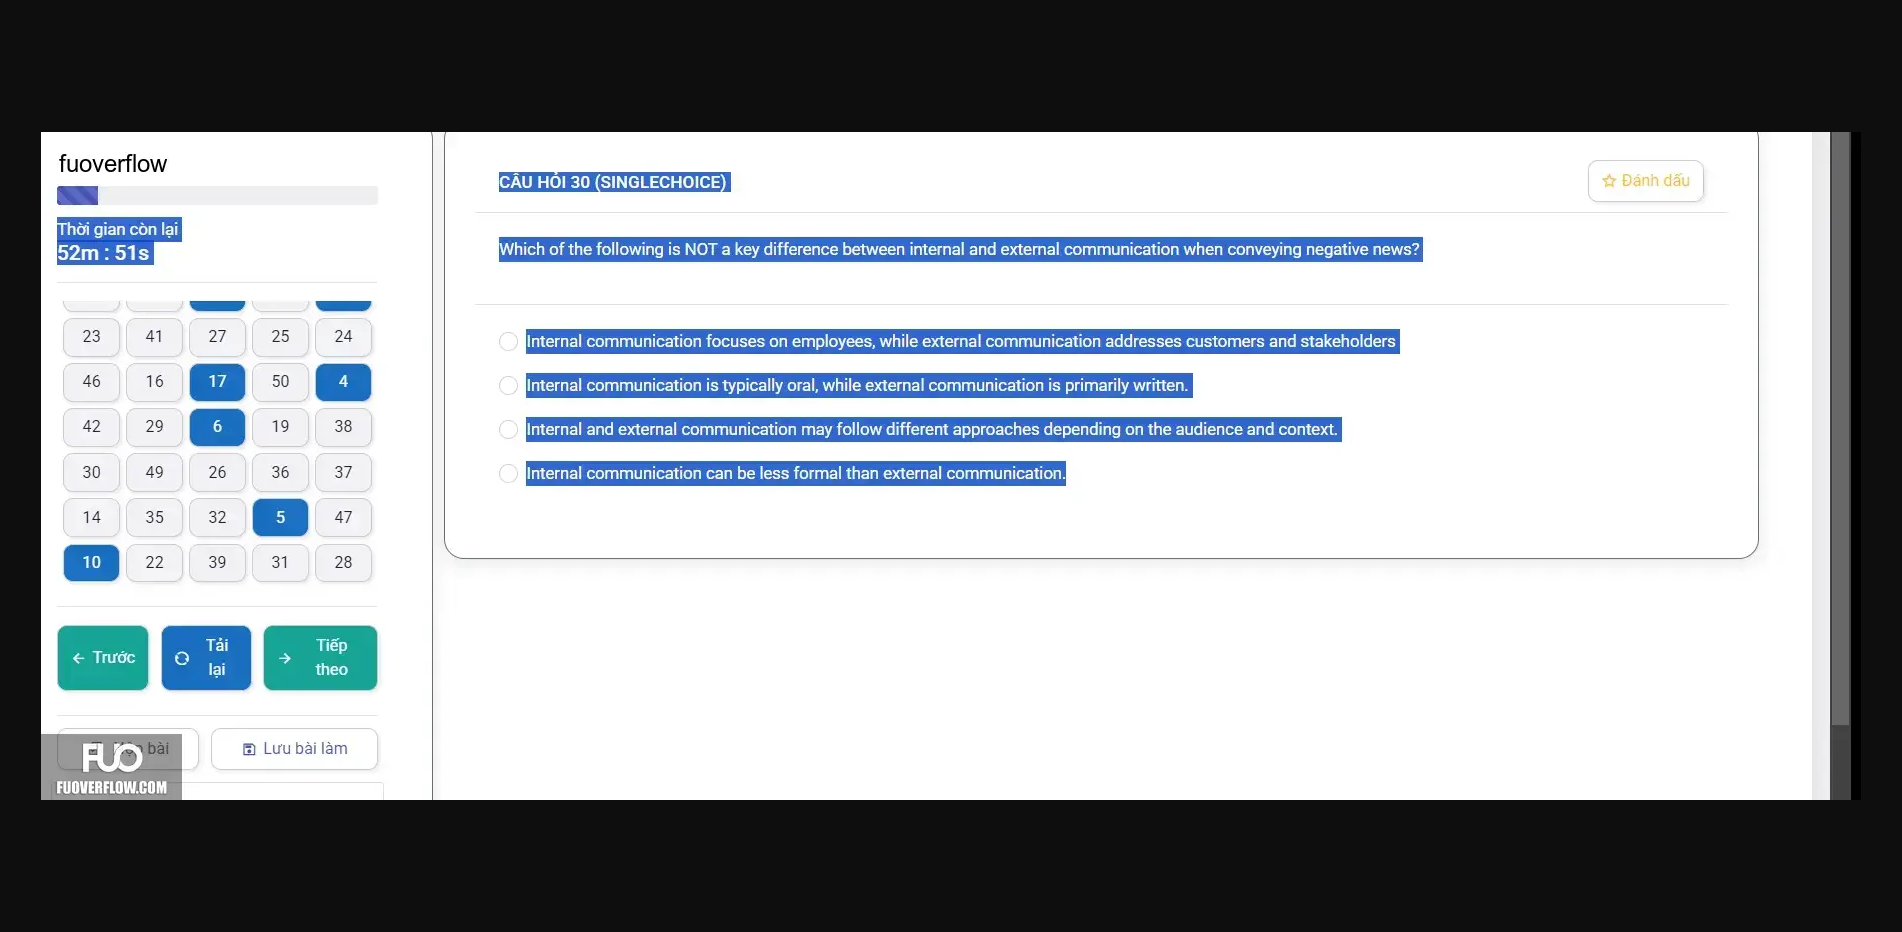 fuoverflow
Thời gian còn lại
52m : 51s
23 41 27 25 24
46 16 17 50 4
42 29 6 19 38
30 49 26 36 37
14 35 32 5 47
10 22 39 31 28
Trước
Tải lại
Tiếp theo
bài
Lưu bài làm
FUO
FUOVERFLOW.COM
CÂU HỎI 30 (SINGLECHOICE)
Đánh dấu
Which of the following is NOT a key difference between internal and external communication when conveying negative news?
Internal communication focuses on employees, while external communication addresses customers and stakeholders
Internal communication is typically oral, while external communication is primarily written.
Internal and external communication may follow different approaches depending on the audience and context.
Internal communication can be less formal than external communication.